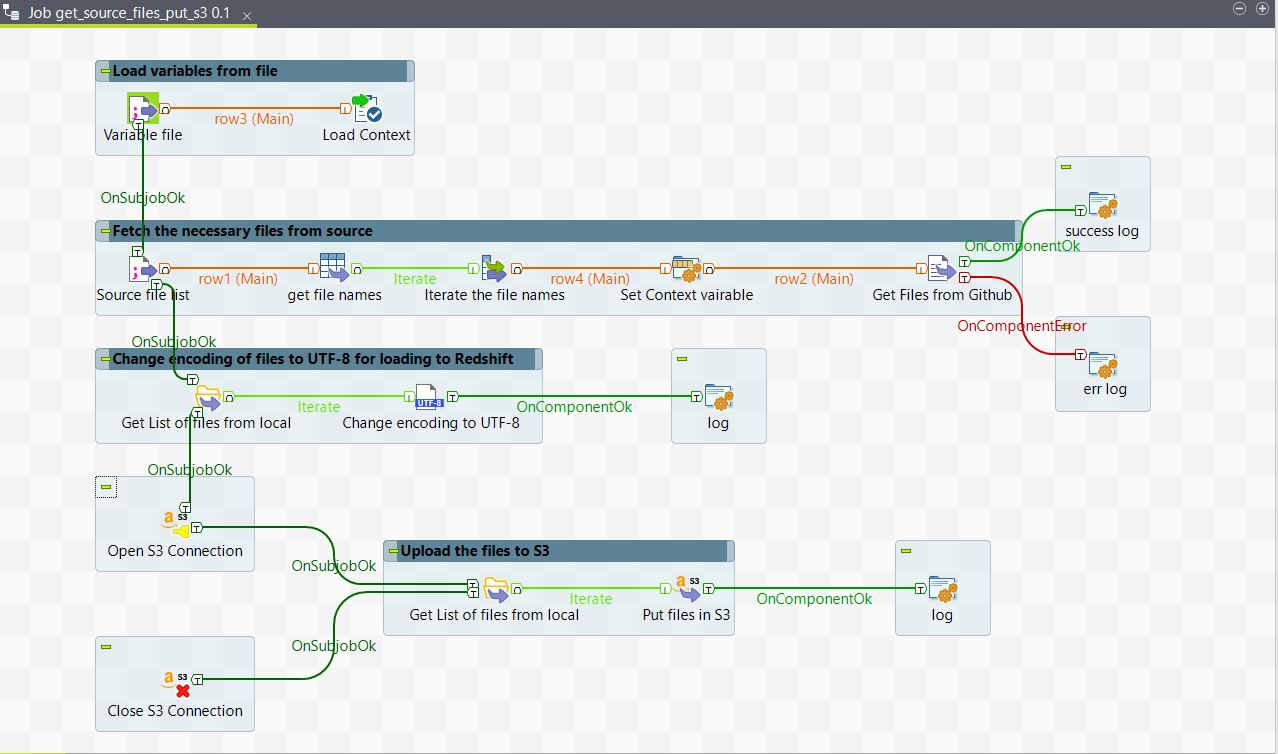 Job get_source_files_put_s3 0.1
Load variables from file
row3 (Main)
Variable file
Load Context
OnSubjobOk
Fetch the necessary files from source
success log
OnComponentOk
row1 (Main)
Iterate
row4 (Main)
row2 (Main)
Source file list
get file names
Iterate the file names
Set Context vairable
Get Files from Github
OnComponentError
OnSubjobOk
err log
Change encoding of files to UTF-8 for loading to Redshift
UTF-8
Iterate
OnComponentOk
Get List of files from local
Change encoding to UTF-8
log
OnSubjobOk
a S3
Open S3 Connection
Upload the files to S3
OnSubjobOk
a S3
Iterate
OnComponentOk
Get List of files from local
Put files in S3
log
OnSubjobOk
a S3
Close S3 Connection